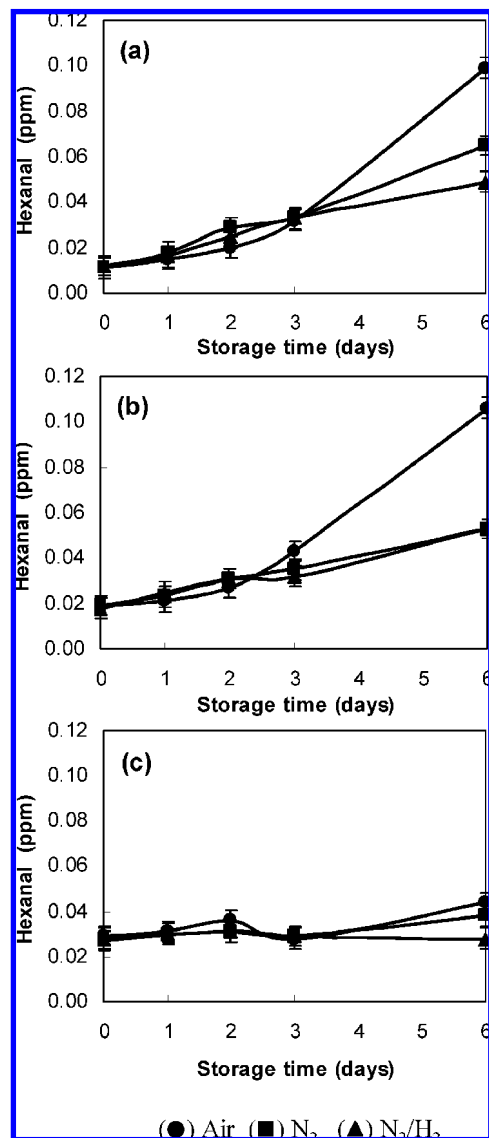 (a)
0.12
0.10
0.08
0.06
0.04
0.02
0.00
Hexanal (ppm)
0 1 2 3 4 5 6
Storage time (days)
(b)
0.12
0.10
0.08
0.06
0.04
0.02
0.00
Hexanal (ppm)
0 1 2 3 4 5 6
Storage time (days)
(c)
0.12
0.10
0.08
0.06
0.04
0.02
0.00
Hexanal (ppm)
0 1 2 3 4 5 6
Storage time (days)
(●) Air (■) N₂ (▲) N₂/H₂